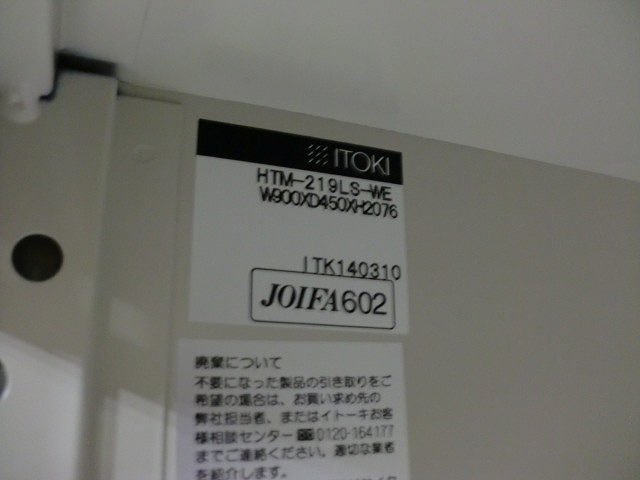 ITOKI
HTM-219LS-WE
W900XD450XH2076
ITK140310
JOIFA602
廃棄について
不要になった製品の引き取りをご
希望の場合は、お買い求め先の
弊社担当者、またはイトーキお客
様相談センター☎0120-164177
までご連絡ください。適切な業者
を紹介します。